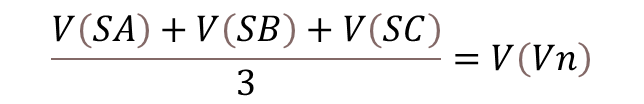 V(SA) + V(SB) + V(SC)
3
= V(Vn)